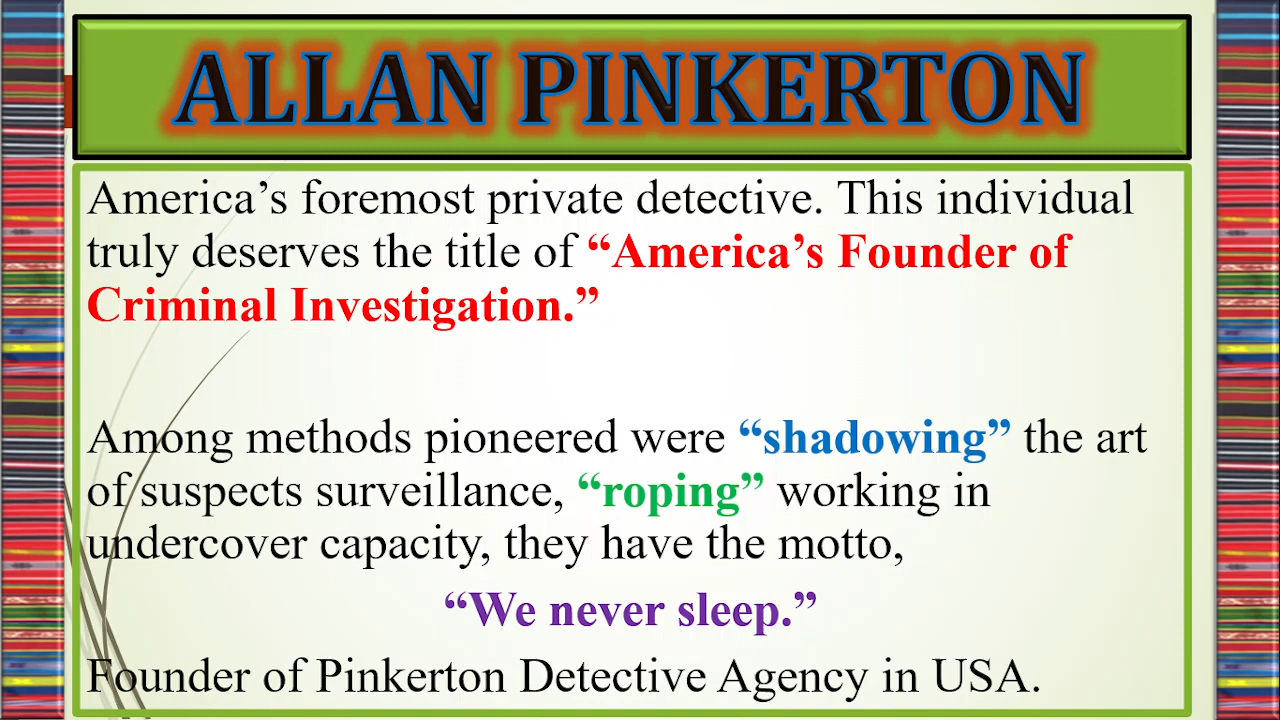 ALLAN PINKERTON
America’s foremost private detective. This individual
truly deserves the title of “America’s Founder of
Criminal Investigation.”
Among methods pioneered were “shadowing” the art
of suspects surveillance, “roping” working in
undercover capacity, they have the motto,
“We never sleep.”
Founder of Pinkerton Detective Agency in USA.